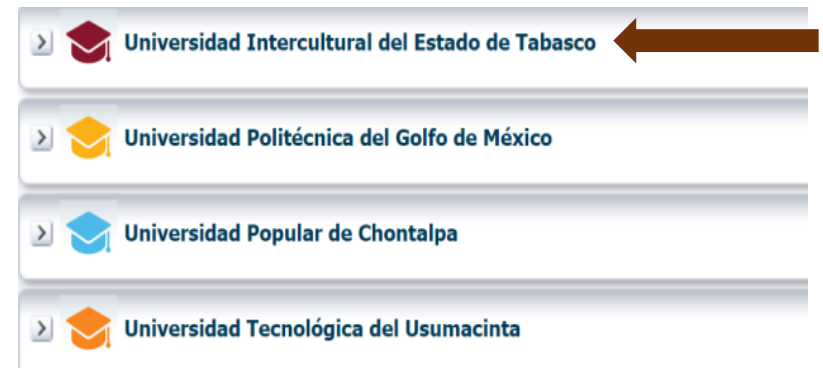 Universidad Intercultural del Estado de Tabasco
Universidad Politécnica del Golfo de México
Universidad Popular de Chontalpa
Universidad Tecnológica del Usumacinta